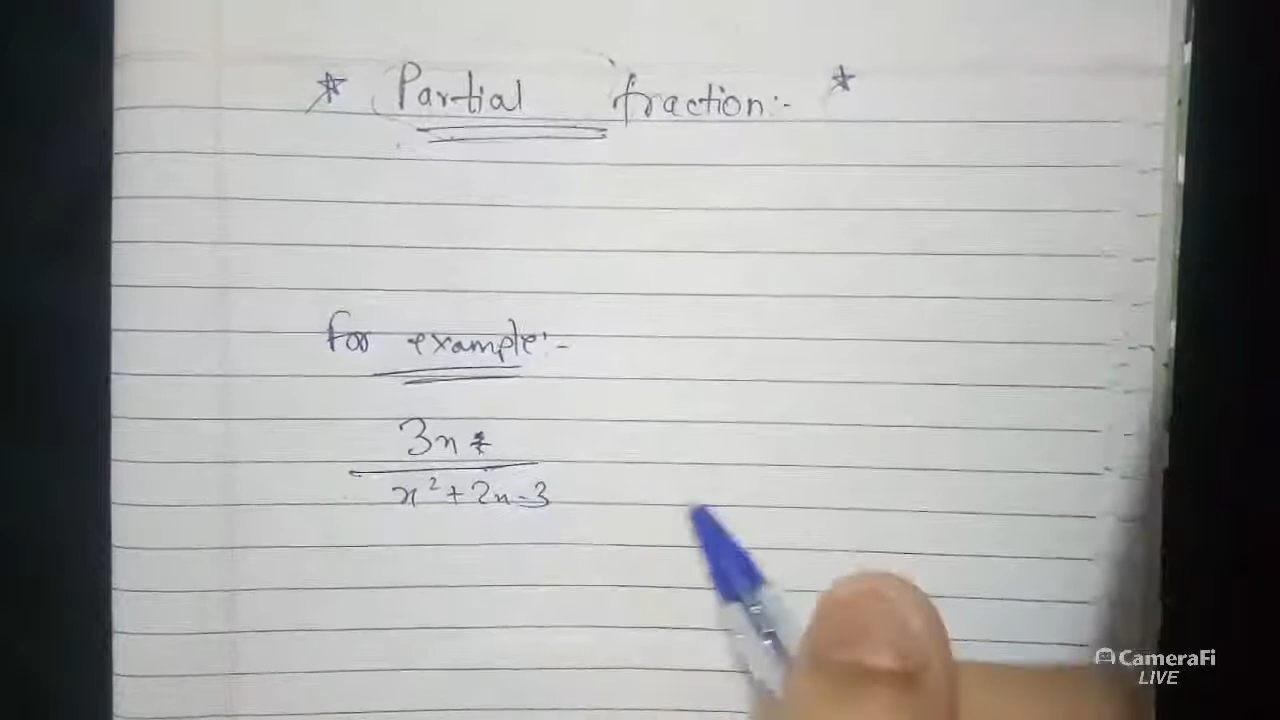 * Partial fraction:- *
For example:-
3x
x² + 2x - 3
CameraFi
LIVE